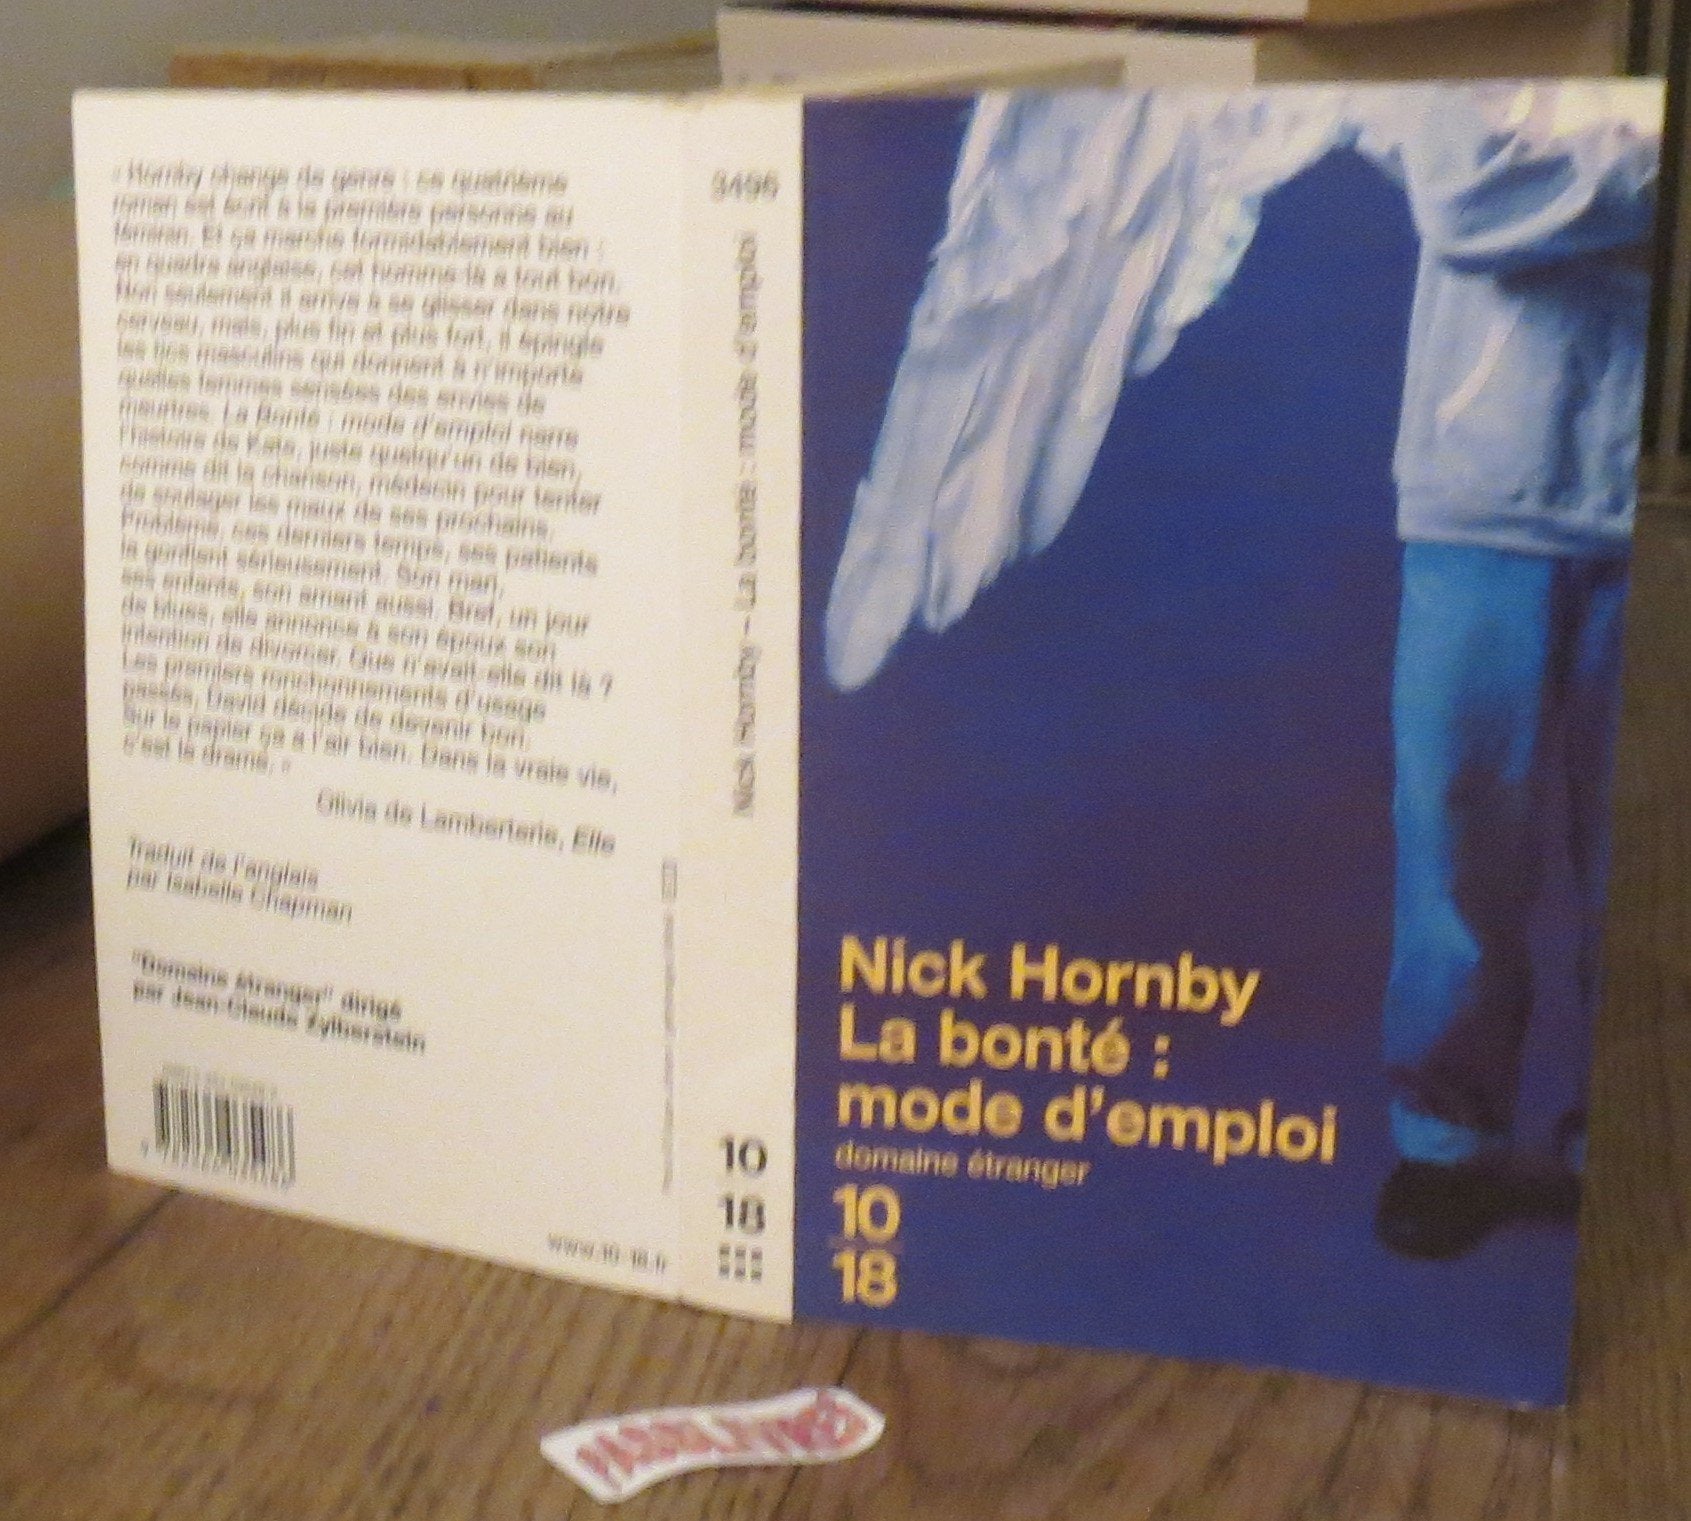 « Hornby change de genre : ce quatrième
roman est écrit à la première personne au
féminin. Et ça marche formidablement bien :
en quadra anglaise, cet homme-là a tout bon.
Non seulement il arrive à se glisser dans notre
cerveau, mais, plus fin et plus fort, il épingle
les tics masculins qui donnent à n'importe
quelles femmes sensées des envies de
meurtres. La Bonté : mode d'emploi narre
l'histoire de Kate, juste quelqu'un de bien,
comme dit la chanson, médecin pour tenter
de soulager les maux de ses prochains.
Problème, ces derniers temps, ses patients
la gonflent sérieusement. Son mari,
ses enfants, son amant aussi. Bref, un jour
de blues, elle annonce à son époux son
intention de divorcer. Que n'avait-elle dit là ?
Les premiers ronchonnements d'usage
passés, David décide de devenir bon.
Sur le papier ça a l'air bien. Dans la vraie vie,
c'est le drame. »
Olivia de Lamberterie, Elle
Traduit de l'anglais
par Isabelle Chapman
"Domaine étranger" dirigé
par Jean-Claude Zylberstein
www.10-18.fr
3495
Nick Hornby - La bonté : mode d'emploi
10
18
Nick Hornby
La bonté :
mode d'emploi
domaine étranger
10
18